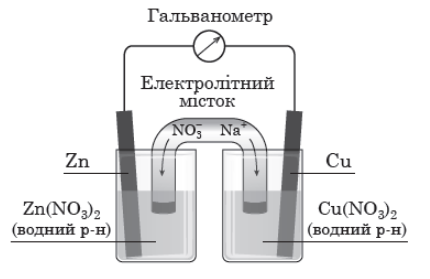 Гальванометр
Електролітний
місток
NO₃⁻ Na⁺
Zn
Cu
Zn(NO₃)₂
(водний р-н)
Cu(NO₃)₂
(водний р-н)